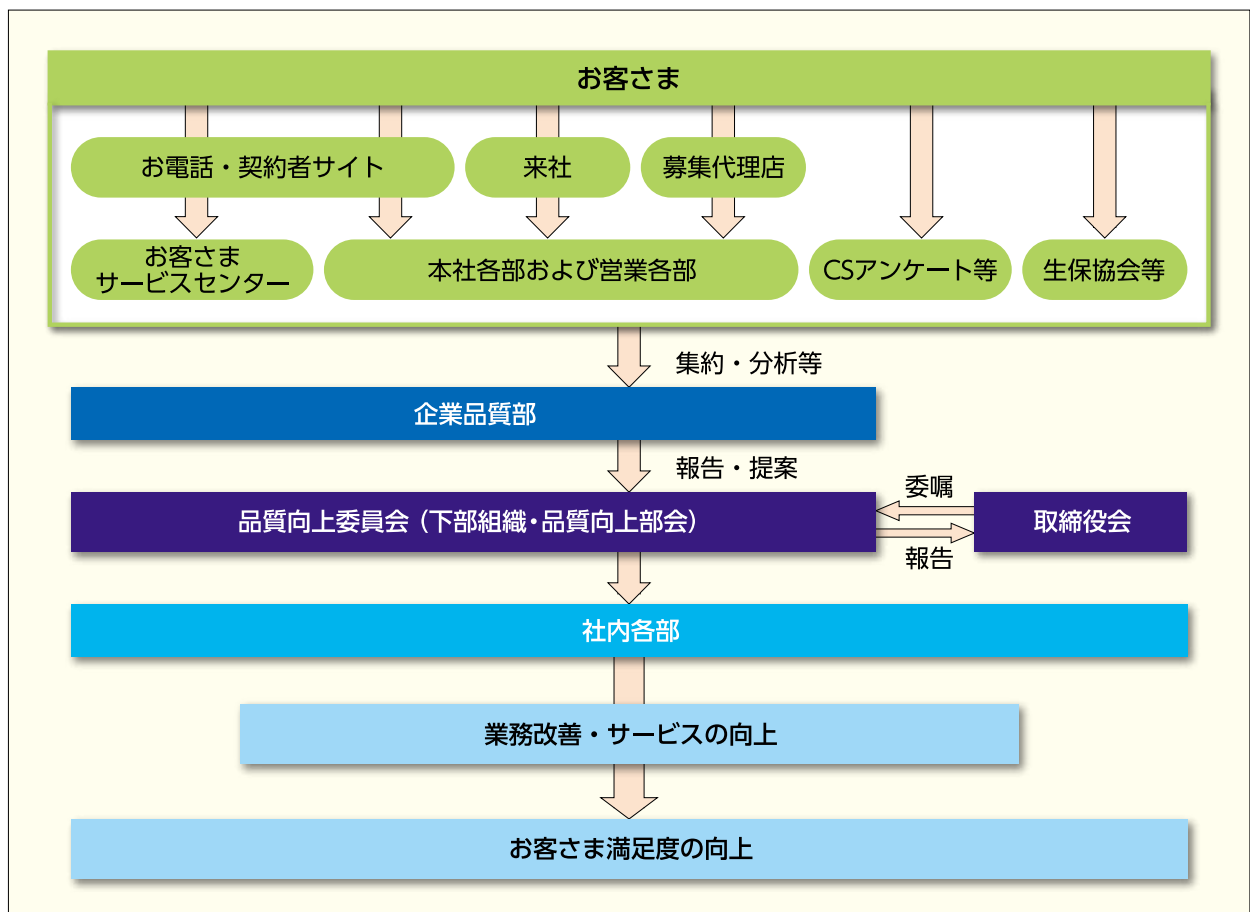 お客さま
お電話・契約者サイト
来社
募集代理店
お客さま
サービスセンター
本社各部および営業各部
CSアンケート等
生保協会等
集約・分析等
企業品質部
報告・提案
品質向上委員会（下部組織・品質向上部会）
委嘱
報告
取締役会
社内各部
業務改善・サービスの向上
お客さま満足度の向上